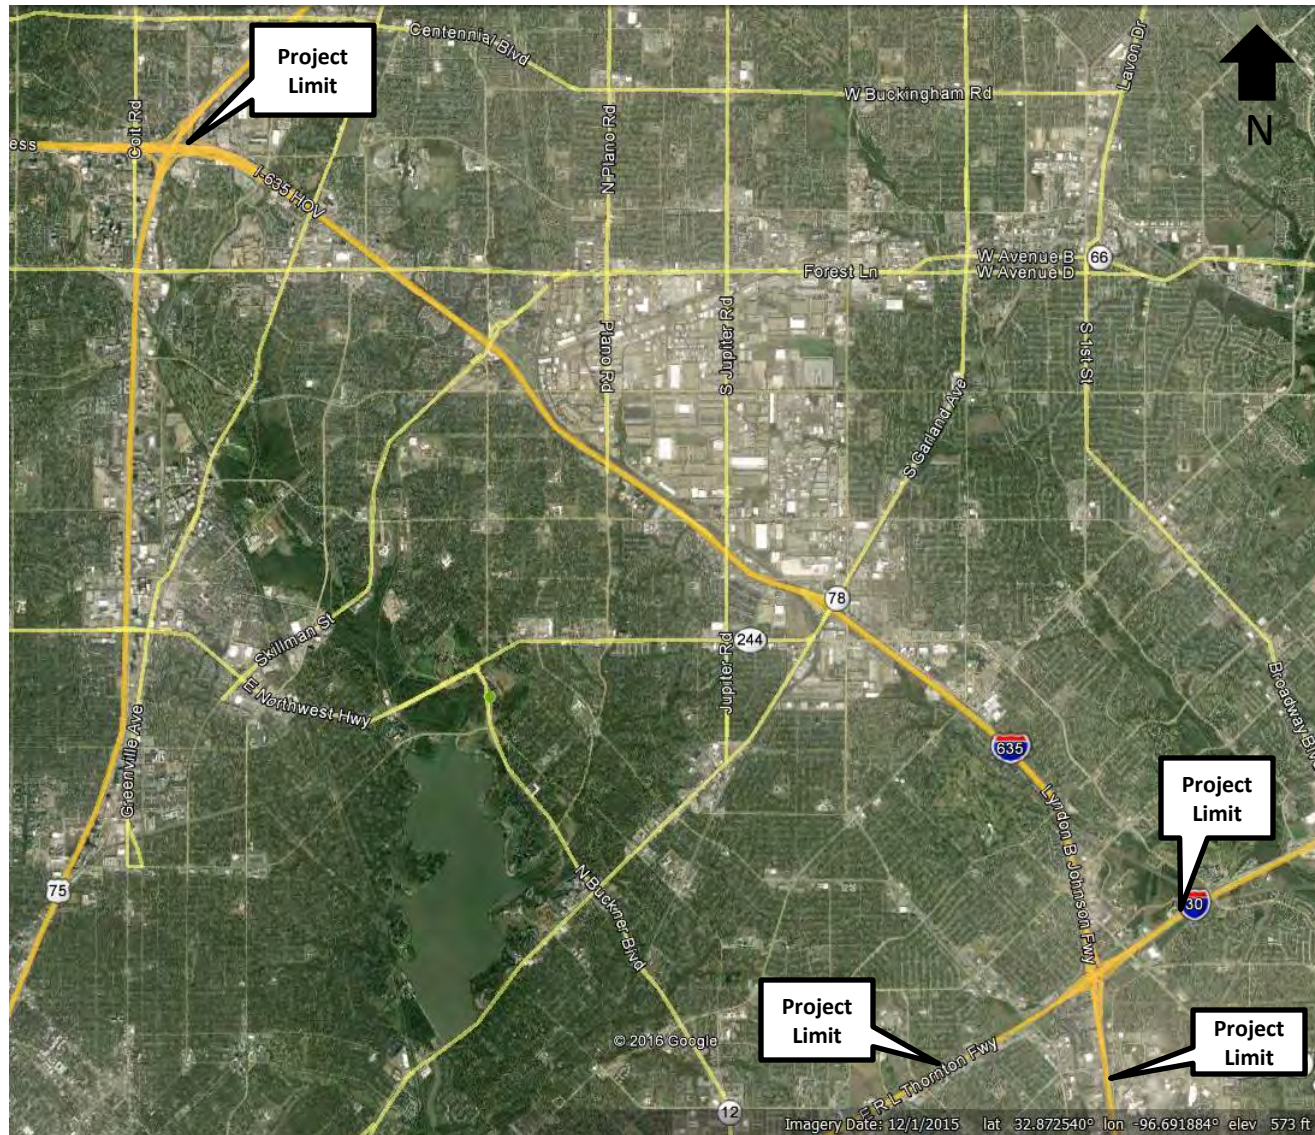 Project
Limit
Centennial Blvd
Lavon Dr
W Buckingham Rd
N
Coit Rd
ess
N Plano Rd
I-635 HOV
W Avenue B
66
Forest Ln
W Avenue D
Plano Rd
S Jupiter Rd
S 1st St
S Garland Ave
78
Skillman St
244
Jupiter Rd
E Northwest Hwy
Greenville Ave
Broadway Blvd
635
Lyndon B Johnson Fwy
Project
Limit
75
30
N Buckner Blvd
Project
Limit
© 2016 Google
E R L Thornton Fwy
Project
Limit
12
Imagery Date: 12/1/2015 lat 32.872540° lon -96.691884° elev 573 ft